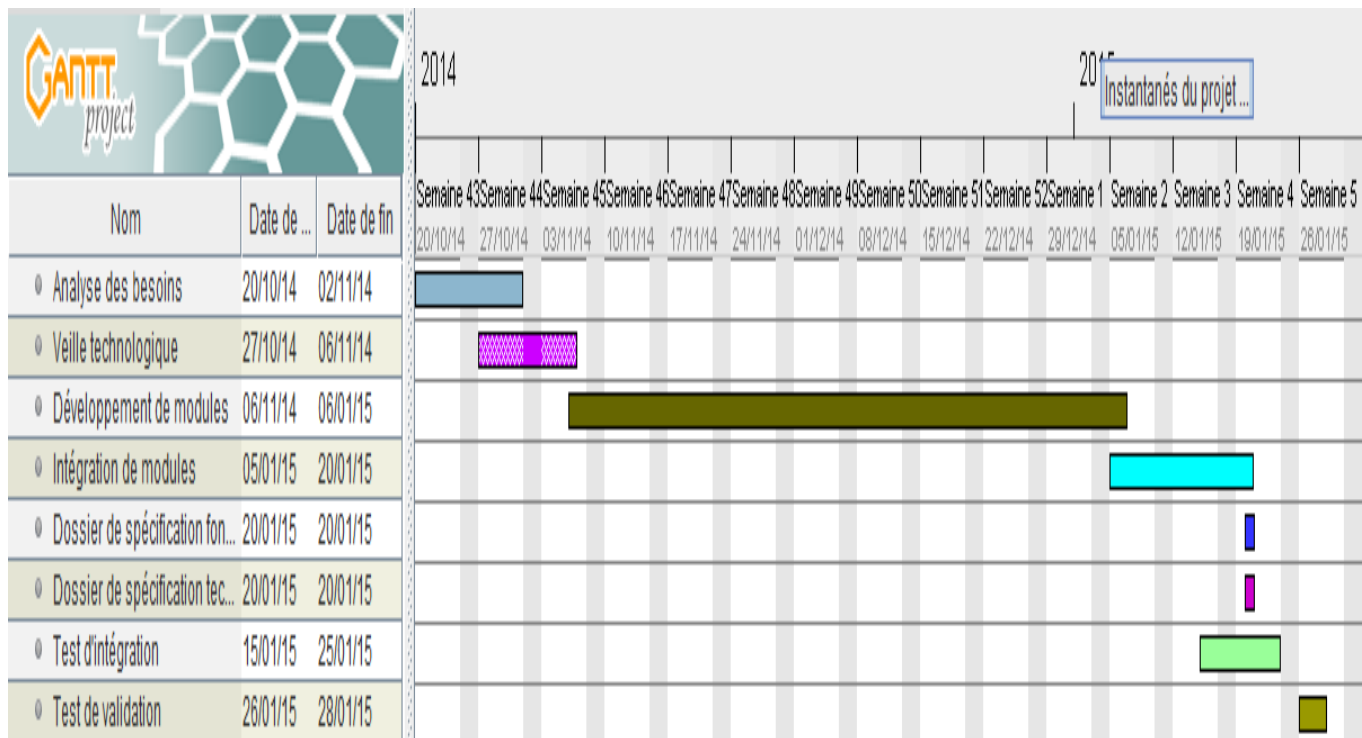 GANTT
project
2014
Instantanés du projet ...
Nom
Date de ...
Date de fin
Semaine 43 Semaine 44 Semaine 45 Semaine 46 Semaine 47 Semaine 48 Semaine 49 Semaine 50 Semaine 51 Semaine 52 Semaine 1 Semaine 2 Semaine 3 Semaine 4 Semaine 5
20/10/14 27/10/14 03/11/14 10/11/14 17/11/14 24/11/14 01/12/14 08/12/14 15/12/14 22/12/14 29/12/14 05/01/15 12/01/15 19/01/15 26/01/15
Analyse des besoins 20/10/14 02/11/14
Veille technologique 27/10/14 06/11/14
Développement de modules 06/11/14 06/01/15
Intégration de modules 05/01/15 20/01/15
Dossier de spécification fon... 20/01/15 20/01/15
Dossier de spécification tec... 20/01/15 20/01/15
Test d'intégration 15/01/15 25/01/15
Test de validation 26/01/15 28/01/15